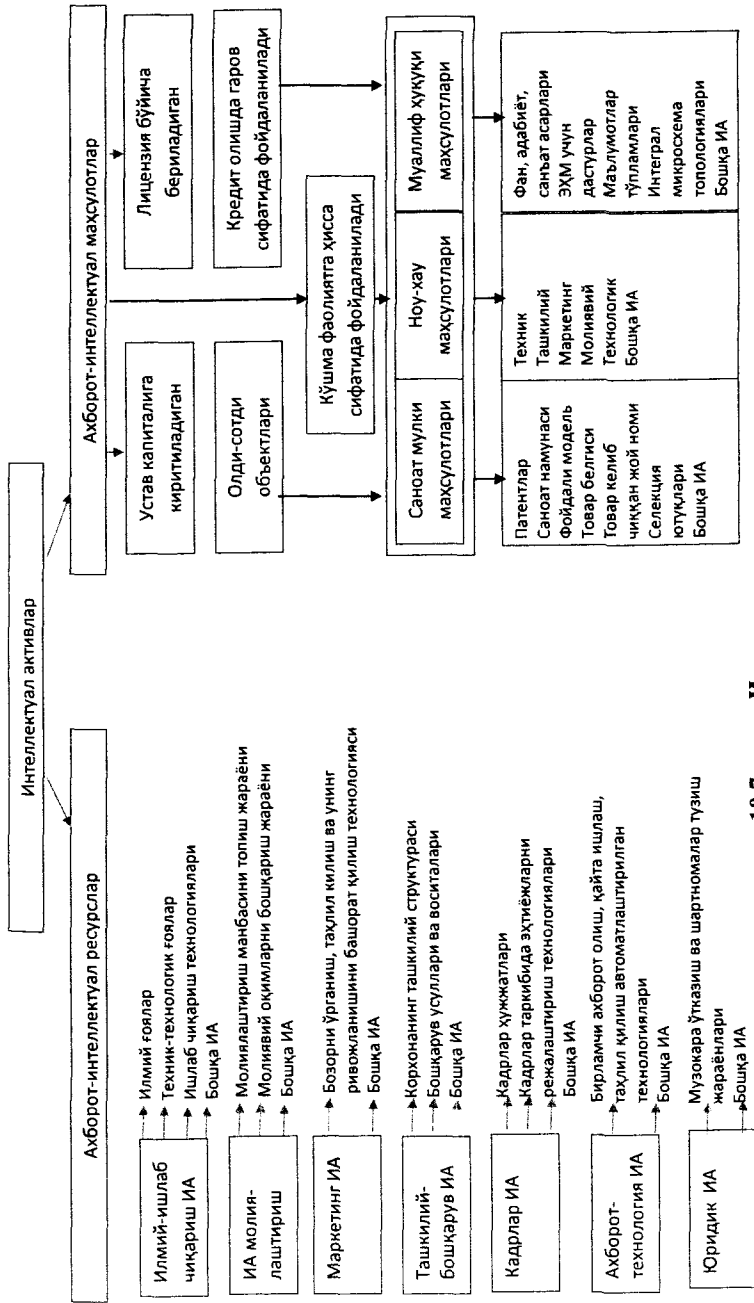 Интеллектуал активлар
Ахборот-интеллектуал ресурслар
Илмий-ишлаб
чиқариш ИА
Илмий ғоялар
Техник-технологик ғоялар
Ишлаб чиқариш технологиялари
Бошқа ИА
ИА молия-
лаштириш
Молиялаштириш манбасини топиш жараёни
Молиявий оқимларни бошқариш жараёни
Бошқа ИА
Маркетинг ИА
Бозорни ўрганиш, таҳлил килиш ва унинг
ривожланишини башорат қилиш технологияси
Бошқа ИА
Ташкилий-
бошқарув ИА
Корхонанинг ташкилий структураси
Бошқарув усуллари ва воситалари
Бошқа ИА
Кадрлар ИА
Кадрлар ҳужжатлари
Кадрлар таркибида эҳтиёжларни
режалаштириш технологиялари
Бошқа ИА
Ахборот-
технология ИА
Бирламчи ахборот олиш, қайта ишлаш,
таҳлил қилиш автоматлаштирилган
технологиялари
Бошқа ИА
Юридик ИА
Музокара ўтказиш ва шартномалар тузиш
жараёнлари
Бошқа ИА
Ахборот-интеллектуал маҳсулотлар
Устав капиталига
киритиладиган
Лицензия бўйича
бериладиган
Олди-сотди
объектлари
Кредит олишда гаров
сифатида фойдаланилади
Кўшма фаолиятга ҳисса
сифатида фойдаланилади
Саноат мулки
маҳсулотлари
Ноу-хау
маҳсулотлари
Муаллиф ҳуқуқи
маҳсулотлари
Патентлар
Саноат намунаси
Фойдали модель
Товар белгиси
Товар келиб
чиққан жой номи
Селекция
ютуқлари
Бошқа ИА
Техник
Ташкилий
Маркетинг
Молиявий
Технологик
Бошқа ИА
Фан, адабиёт,
санъат асарлари
ЭҲМ учун
дастурлар
Маълумотлар
тўпламлари
Интеграл
микросхема
топологиялари
Бошқа ИА